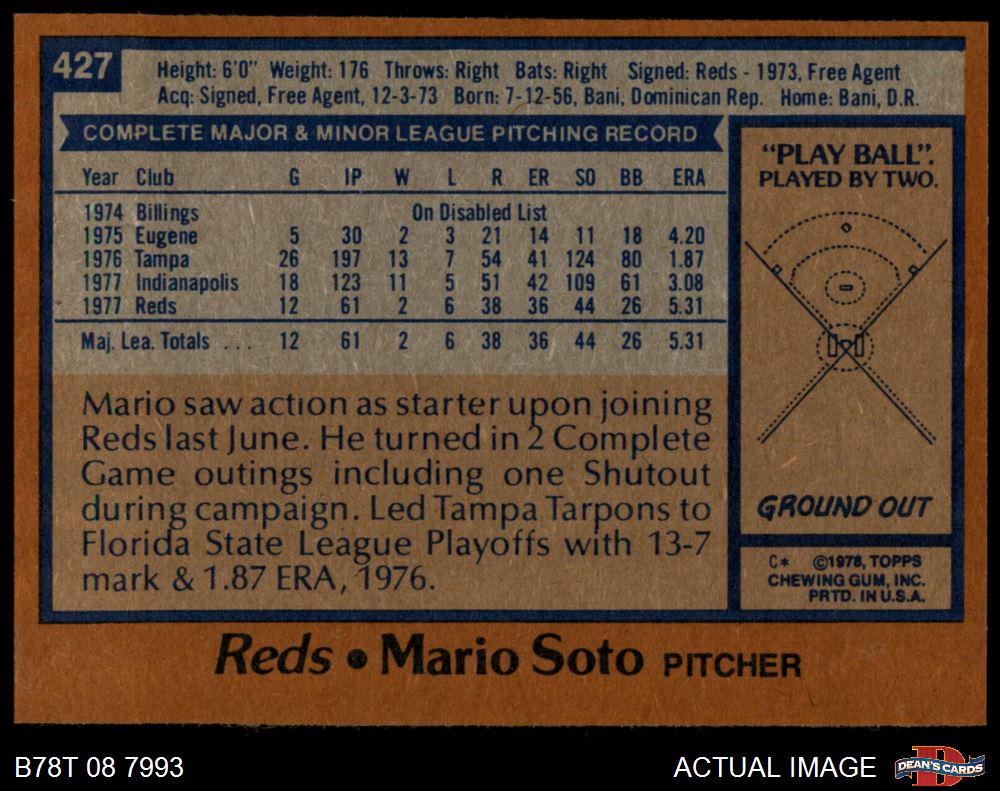 427
Height: 6'0" Weight: 176 Throws: Right Bats: Right Signed: Reds - 1973, Free Agent
Acq: Signed, Free Agent, 12-3-73 Born: 7-12-56, Bani, Dominican Rep. Home: Bani, D.R.
COMPLETE MAJOR & MINOR LEAGUE PITCHING RECORD
Year Club G IP W L R ER SO BB ERA
1974 Billings On Disabled List
1975 Eugene 5 30 2 3 21 14 11 18 4.20
1976 Tampa 26 197 13 7 54 41 124 80 1.87
1977 Indianapolis 18 123 11 5 51 42 109 61 3.08
1977 Reds 12 61 2 6 38 36 44 26 5.31
Maj. Lea. Totals ... 12 61 2 6 38 36 44 26 5.31
Mario saw action as starter upon joining
Reds last June. He turned in 2 Complete
Game outings including one Shutout
during campaign. Led Tampa Tarpons to
Florida State League Playoffs with 13-7
mark & 1.87 ERA, 1976.
"PLAY BALL".
PLAYED BY TWO.
GROUND OUT
C* ©1978, TOPPS
CHEWING GUM, INC.
PRTD. IN U.S.A.
Reds • Mario Soto PITCHER
B78T 08 7993
ACTUAL IMAGE
DEAN'S CARDS